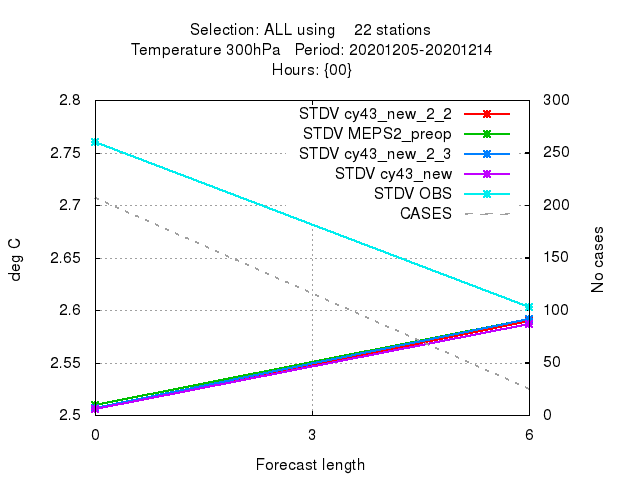 Selection: ALL using 22 stations
Temperature 300hPa Period: 20201205-20201214
Hours: {00}
2.8 300
STDV cy43_new_2_2
STDV MEPS2_preop
2.75 STDV cy43_new_2_3 250
STDV cy43_new
STDV OBS
2.7 200
CASES
2.65 150
deg C
No cases
2.6 100
2.55 50
2.5 0
0 3 6
Forecast length